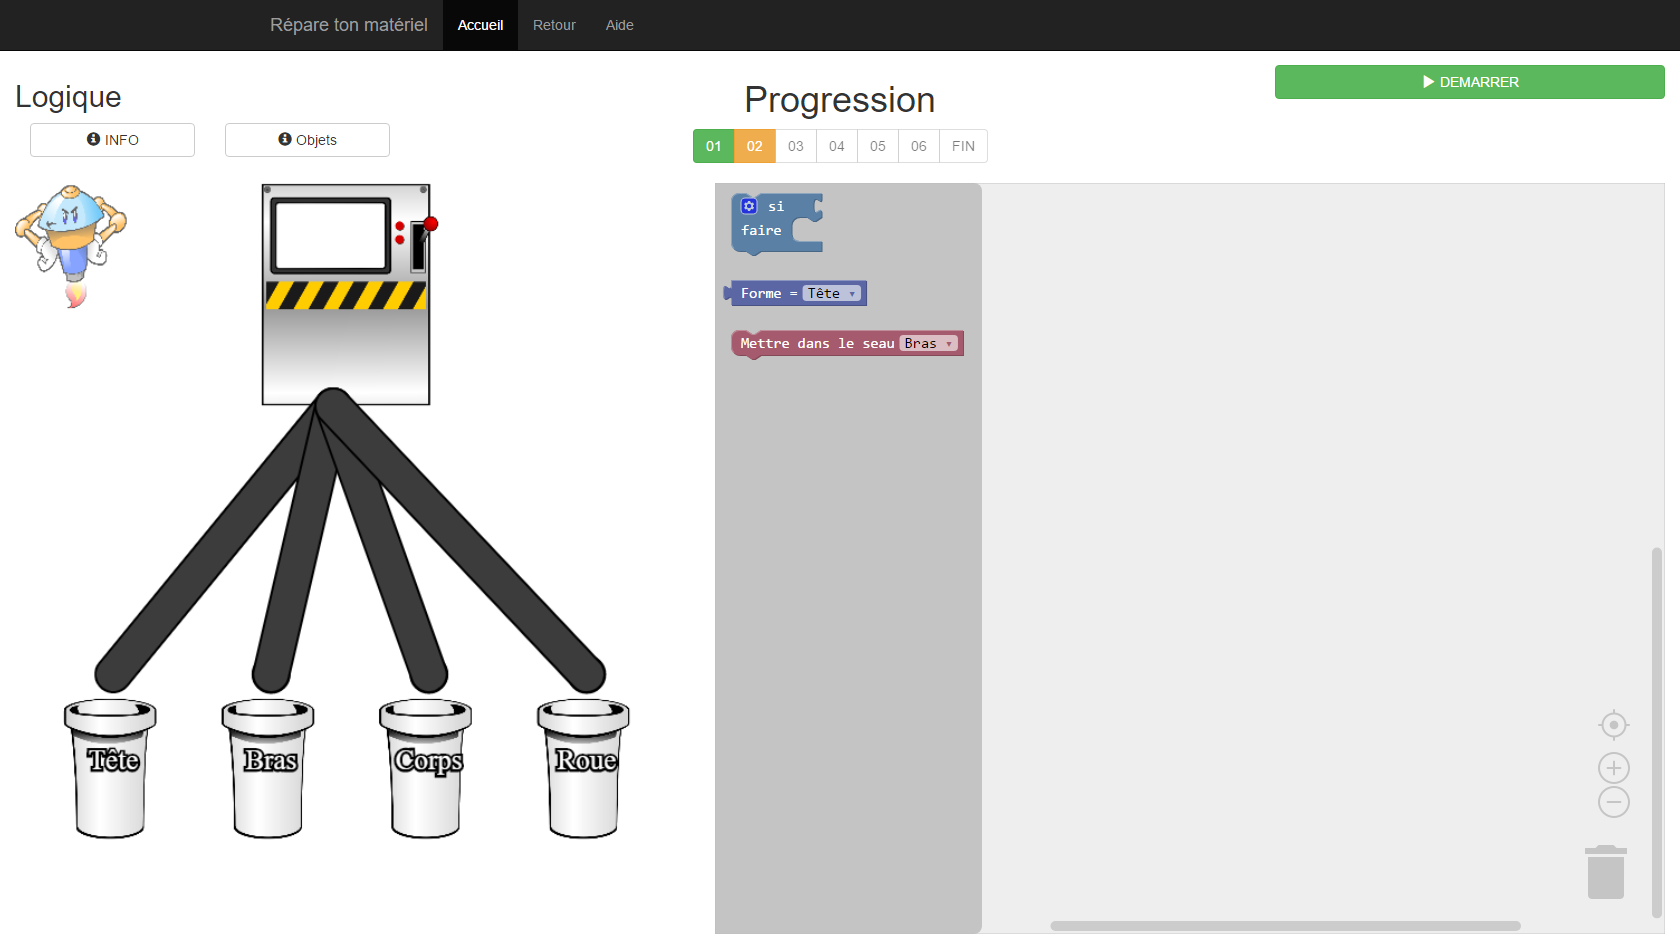 Répare ton matériel Accueil Retour Aide
Logique
INFO Objets
Progression
DEMARRER
01 02 03 04 05 06 FIN
si
faire
Forme = Tête
Mettre dans le seau Bras
Tête Bras Corps Roue